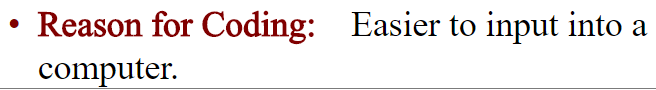 • Reason for Coding: Easier to input into a
computer.